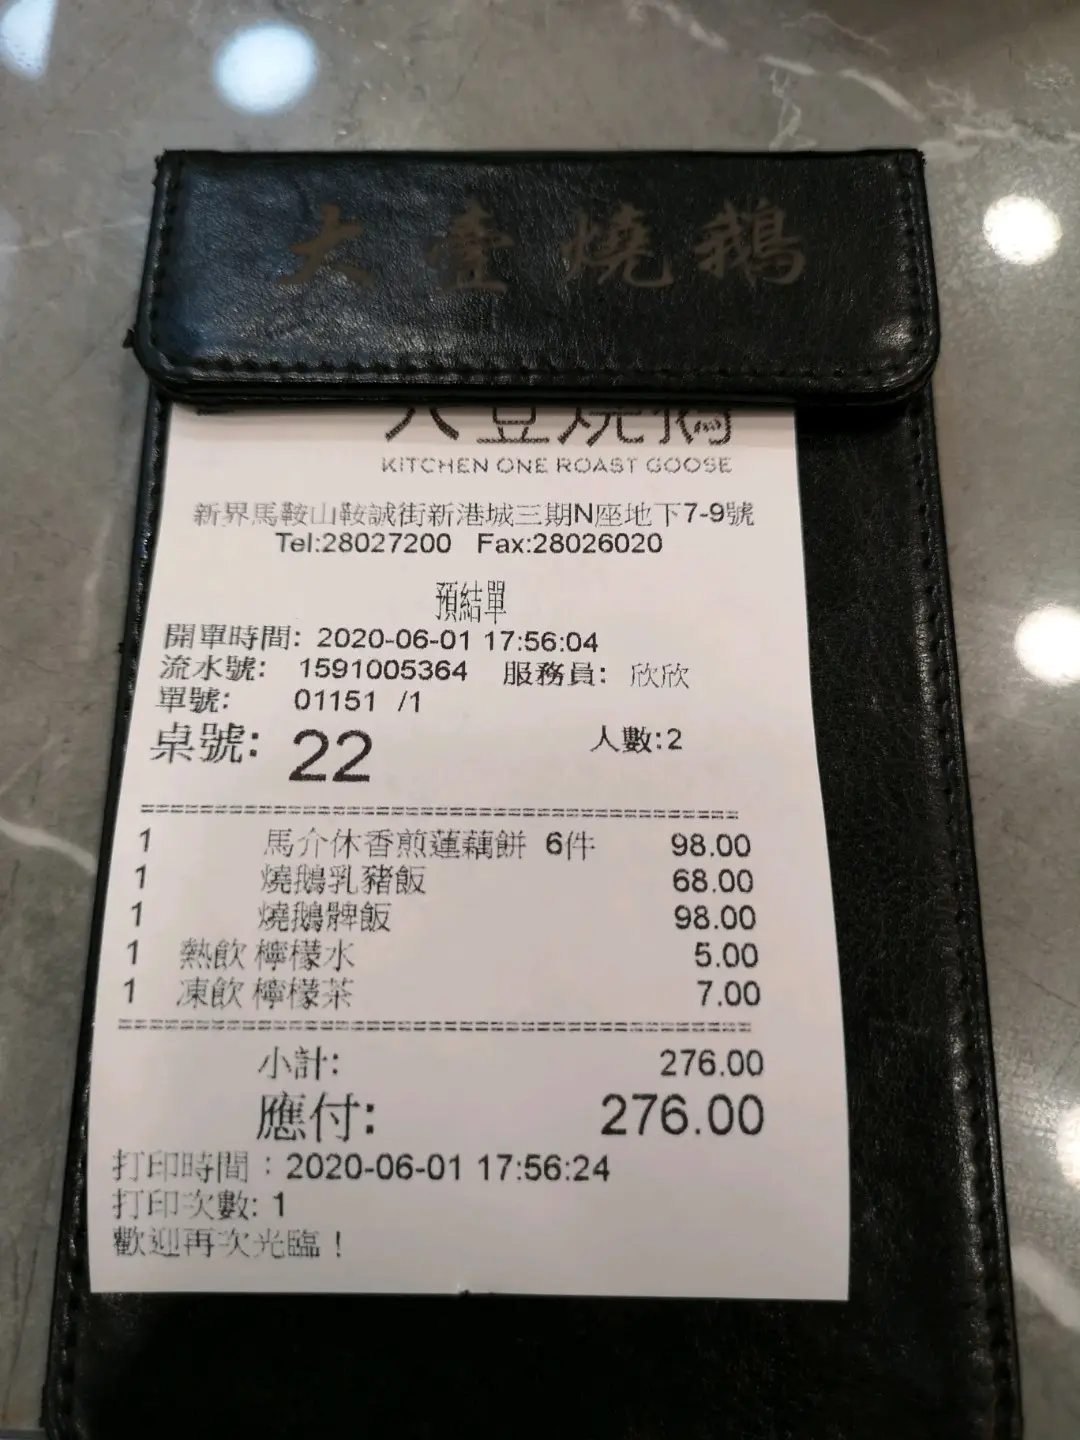 大壹燒鵝
大壹燒鵝
KITCHEN ONE ROAST GOOSE
新界馬鞍山鞍誠街新港城三期N座地下7-9號
Tel:28027200 Fax:28026020
預結單
開單時間: 2020-06-01 17:56:04
流水號: 1591005364 服務員: 欣欣
單號: 01151 /1
桌號: 22 人數:2
1 馬介休香煎蓮藕餅 6件 98.00
1 燒鵝乳豬飯 68.00
1 燒鵝髀飯 98.00
1 熱飲 檸檬水 5.00
1 凍飲 檸檬茶 7.00
小計: 276.00
應付: 276.00
打印時間：2020-06-01 17:56:24
打印次數: 1
歡迎再次光臨！